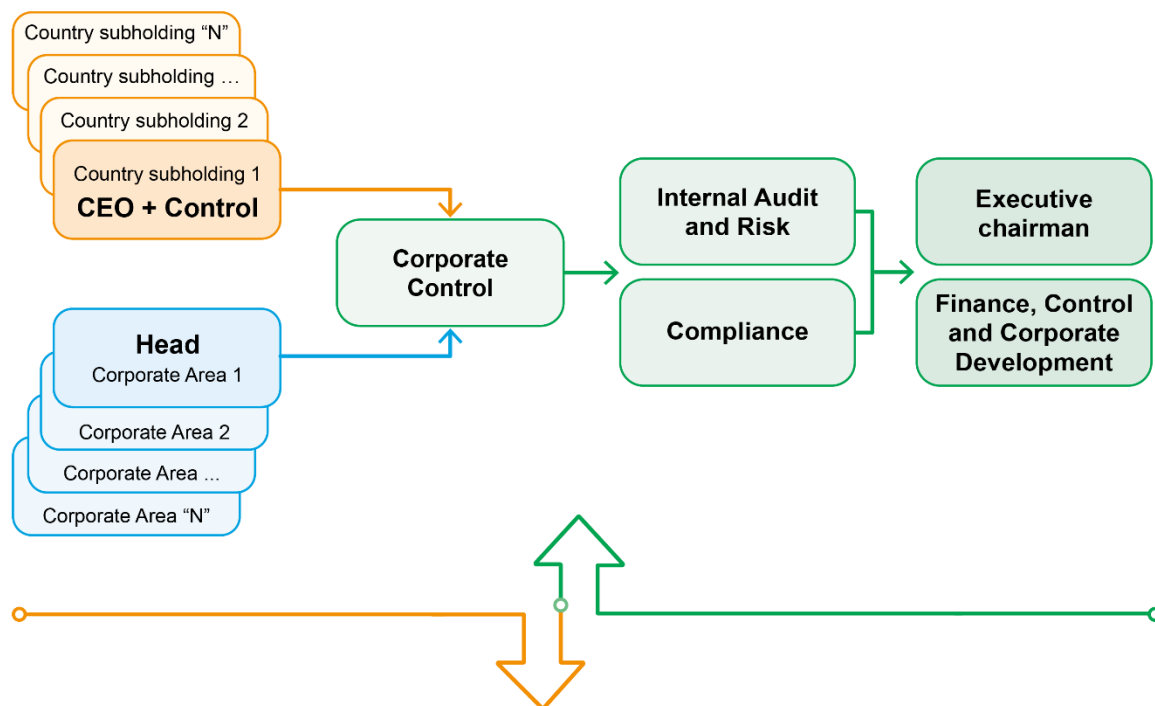 Country subholding “N”
Country subholding …
Country subholding 2
Country subholding 1
CEO + Control
Head
Corporate Area 1
Corporate Area 2
Corporate Area ...
Corporate Area “N”
Corporate
Control
Internal Audit
and Risk
Compliance
Executive
chairman
Finance, Control
and Corporate
Development